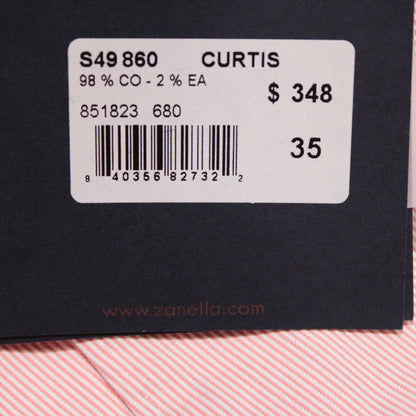 S49 860 CURTIS
98 % CO - 2 % EA
$ 348
851823 680
35
8 40356 82732 2
www.zanella.com